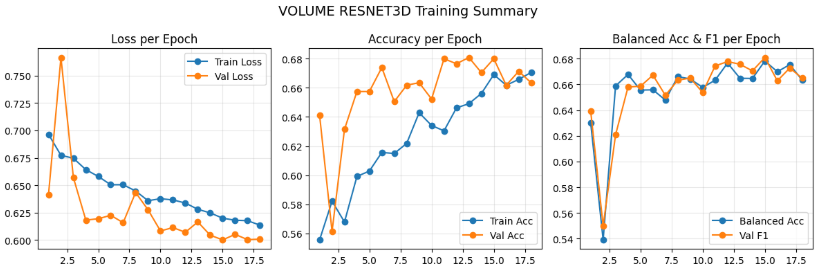 VOLUME RESNET3D Training Summary
Loss per Epoch
Train Loss
Val Loss
0.750
0.725
0.700
0.675
0.650
0.625
0.600
2.5 5.0 7.5 10.0 12.5 15.0 17.5
Accuracy per Epoch
0.68
0.66
0.64
0.62
0.60
0.58
0.56
Train Acc
Val Acc
2.5 5.0 7.5 10.0 12.5 15.0 17.5
Balanced Acc & F1 per Epoch
0.68
0.66
0.64
0.62
0.60
0.58
0.56
0.54
Balanced Acc
Val F1
2.5 5.0 7.5 10.0 12.5 15.0 17.5